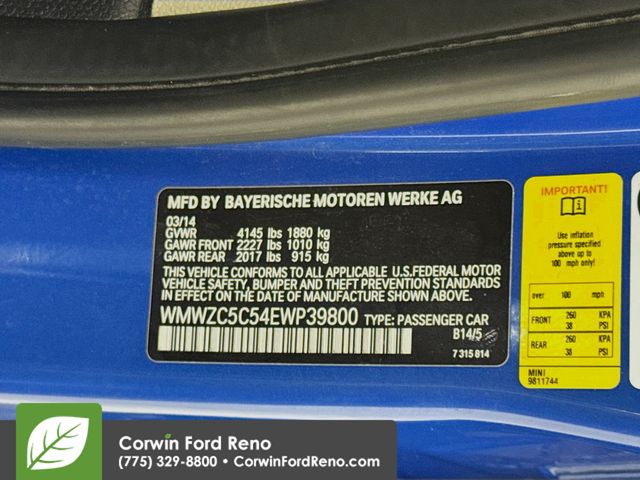 MFD BY BAYERISCHE MOTOREN WERKE AG
03/14
GVWR 4145 lbs 1880 kg
GAWR FRONT 2227 lbs 1010 kg
GAWR REAR 2017 lbs 915 kg
THIS VEHICLE CONFORMS TO ALL APPLICABLE U.S.FEDERAL MOTOR
VEHICLE SAFETY, BUMPER AND THEFT PREVENTION STANDARDS
IN EFFECT ON THE DATE OF MANUFACTURE SHOWN ABOVE.
WMWZC5C54EWP39800 TYPE: PASSENGER CAR
B14/5
7 315 814
IMPORTANT!
Use inflation
pressure specified
above up to
100 mph only!
over 100 mph
FRONT 260 KPA
38 PSI
REAR 260 KPA
38 PSI
MINI
9811744
Corwin Ford Reno
(775) 329-8800 • CorwinFordReno.com